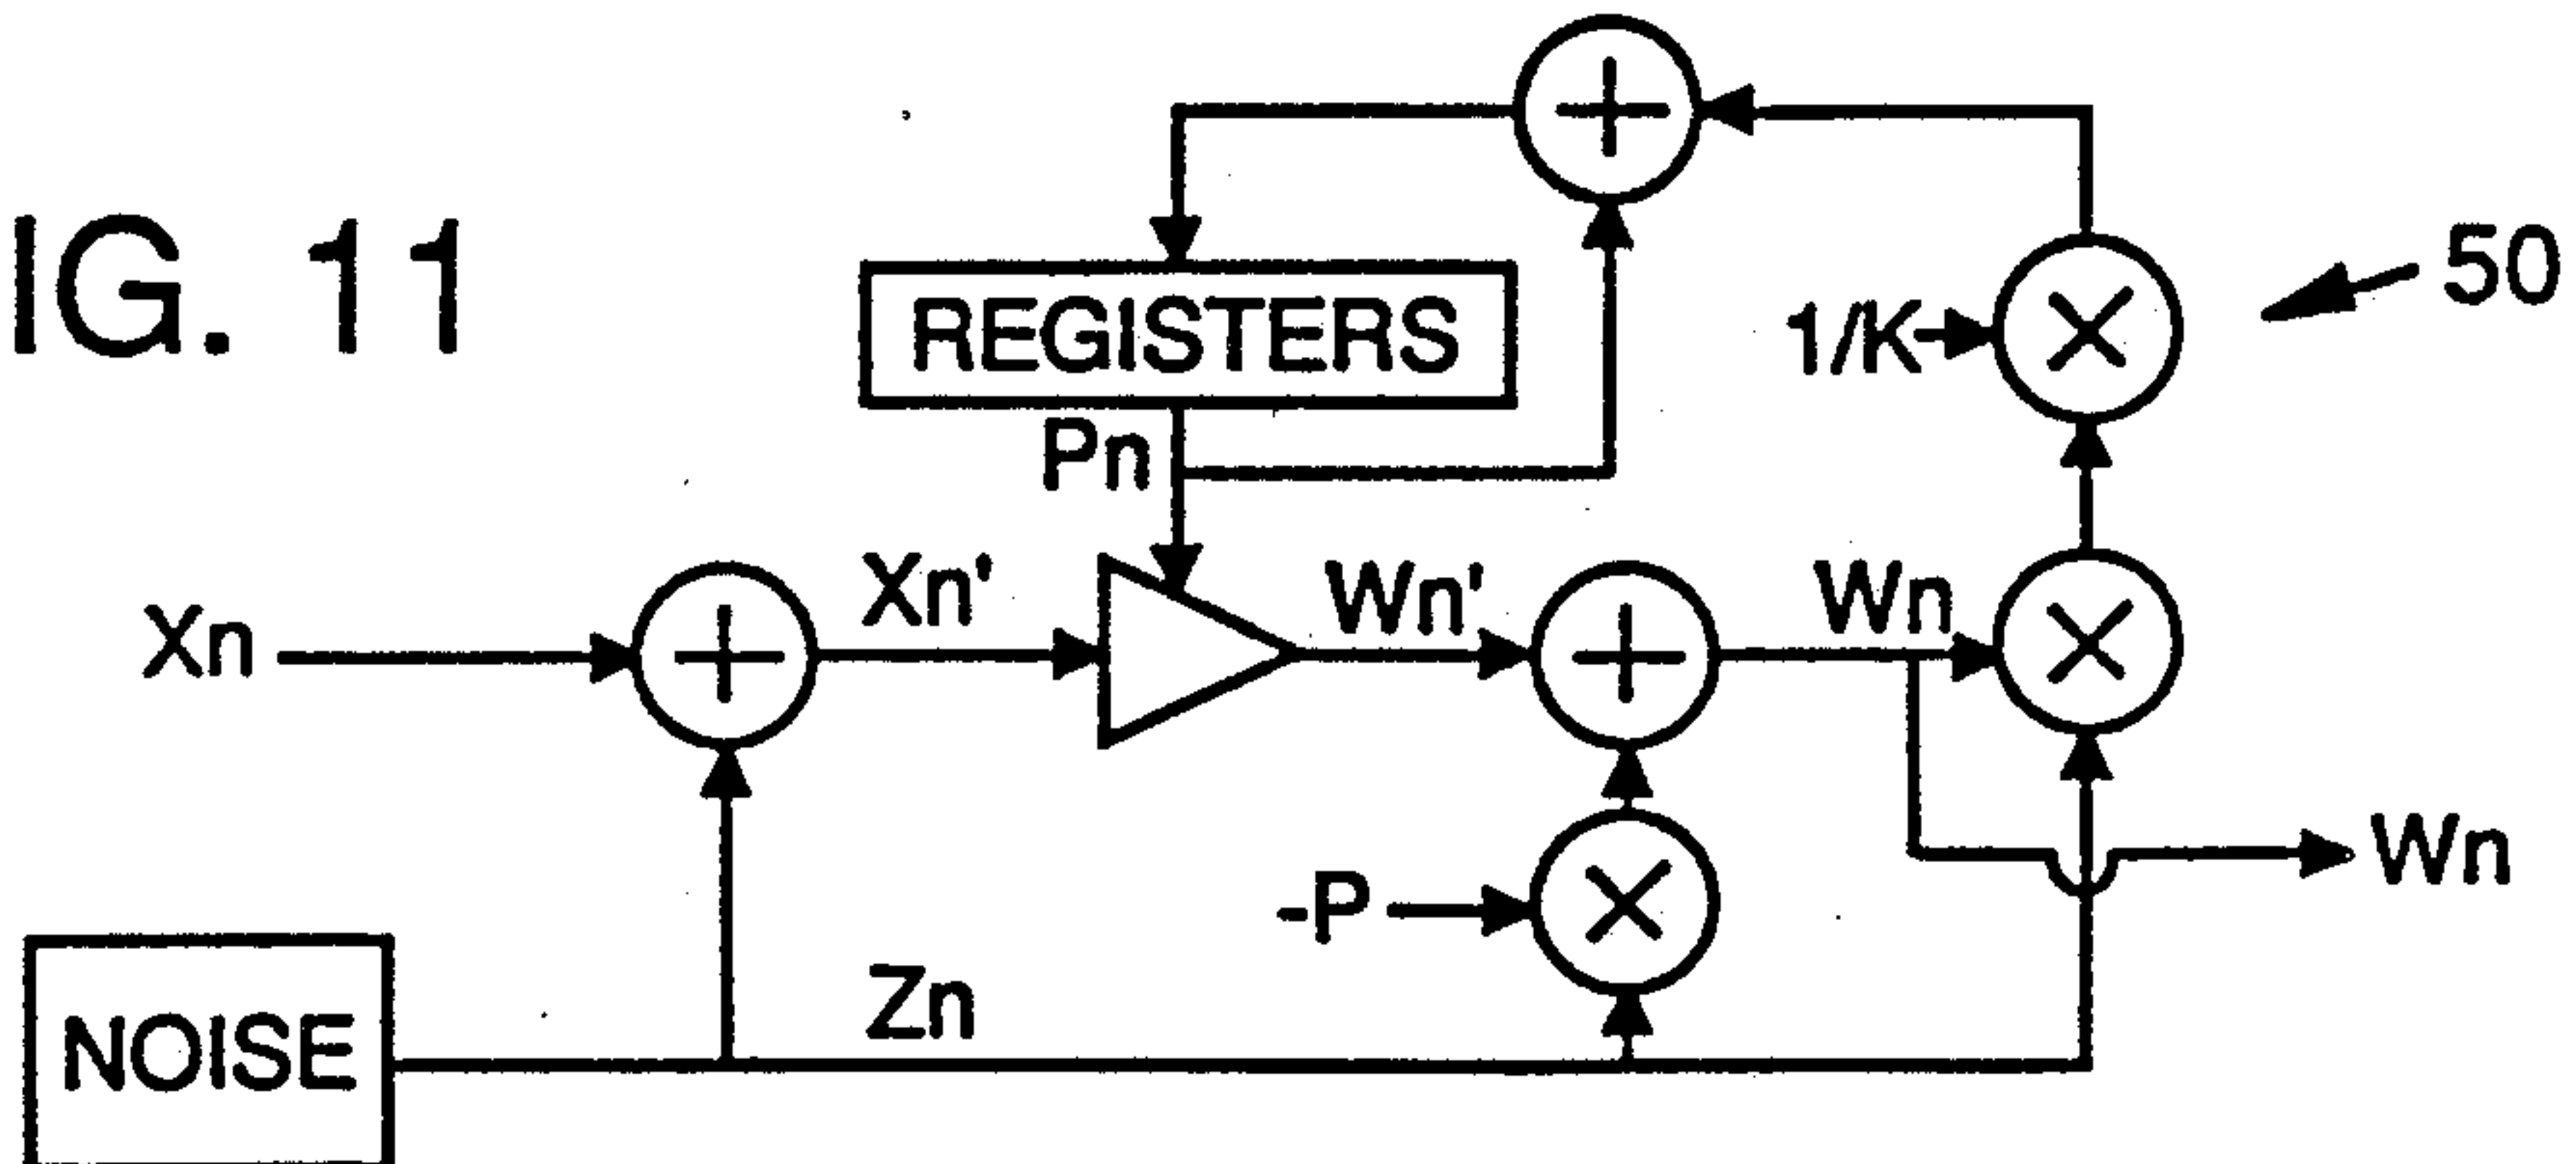 IG. 11
REGISTERS
1/K
50
Pn
Xn
Xn'
Wn'
Wn
-P
Wn
Zn
NOISE